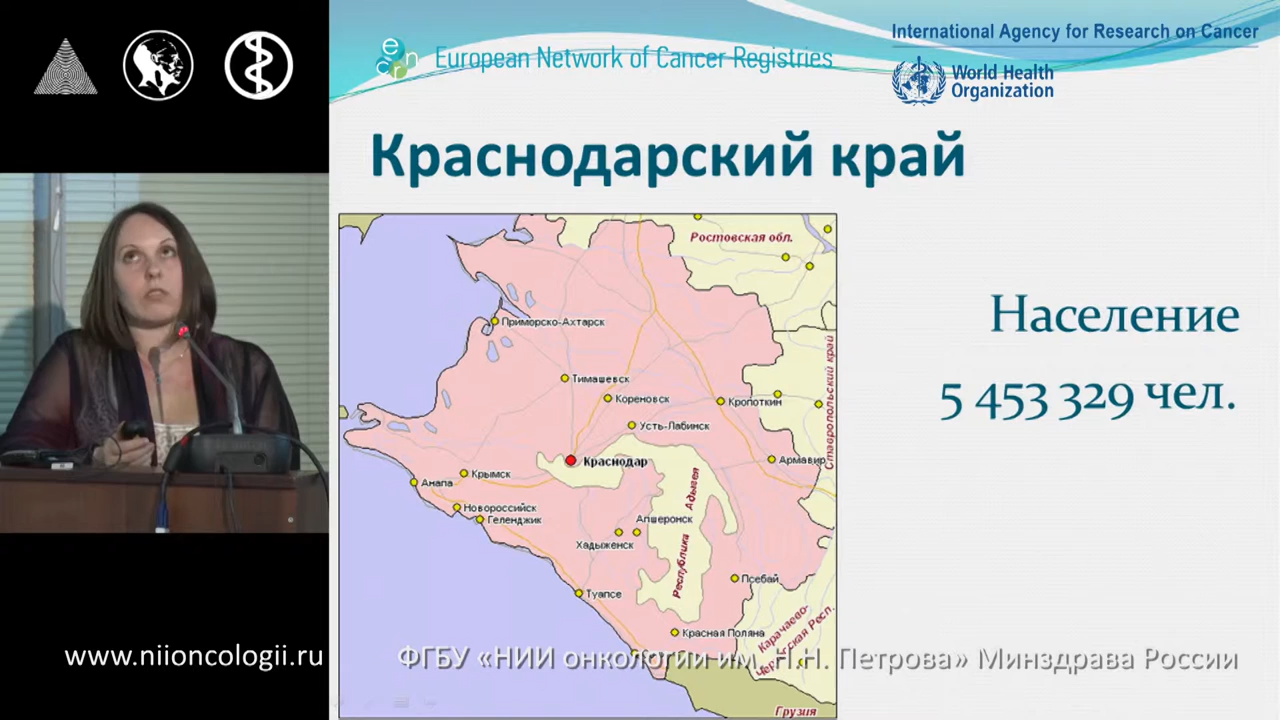 ecrn
European Network of Cancer Registries
International Agency for Research on Cancer
World Health
Organization
Краснодарский край
Население
5 453 329 чел.
Ростовская обл.
Ставропольский край
Приморско-Ахтарск
Тимашевск
Кореновск
Кропоткин
Усть-Лабинск
Краснодар
Армавир
Крымск
Анапа
Новороссийск
Геленджик
Республика Адыгея
Апшеронск
Хадыженск
Псебай
Туапсе
Красная Поляна
Карачаево-
Черкесская Респ.
Грузия
www.niioncologii.ru
ФГБУ «НИИ онкологии им. Н.Н. Петрова» Минздрава России